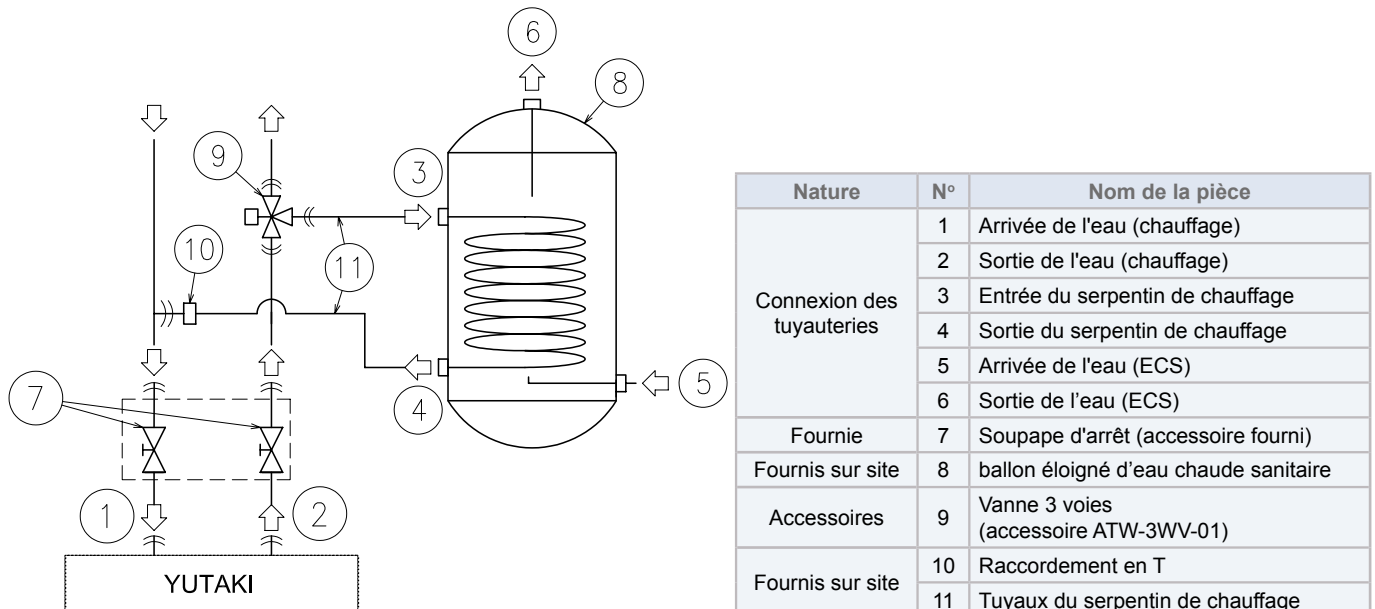 6
8
9
3
10
11
7
4
5
1
2
YUTAKI
Nature Nº Nom de la pièce
Connexion des tuyauteries
1 Arrivée de l'eau (chauffage)
2 Sortie de l'eau (chauffage)
3 Entrée du serpentin de chauffage
4 Sortie du serpentin de chauffage
5 Arrivée de l'eau (ECS)
6 Sortie de l’eau (ECS)
Fournie 7 Soupape d'arrêt (accessoire fourni)
Fournis sur site 8 ballon éloigné d’eau chaude sanitaire
Accessoires 9 Vanne 3 voies
(accessoire ATW-3WV-01)
Fournis sur site
10 Raccordement en T
11 Tuyaux du serpentin de chauffage